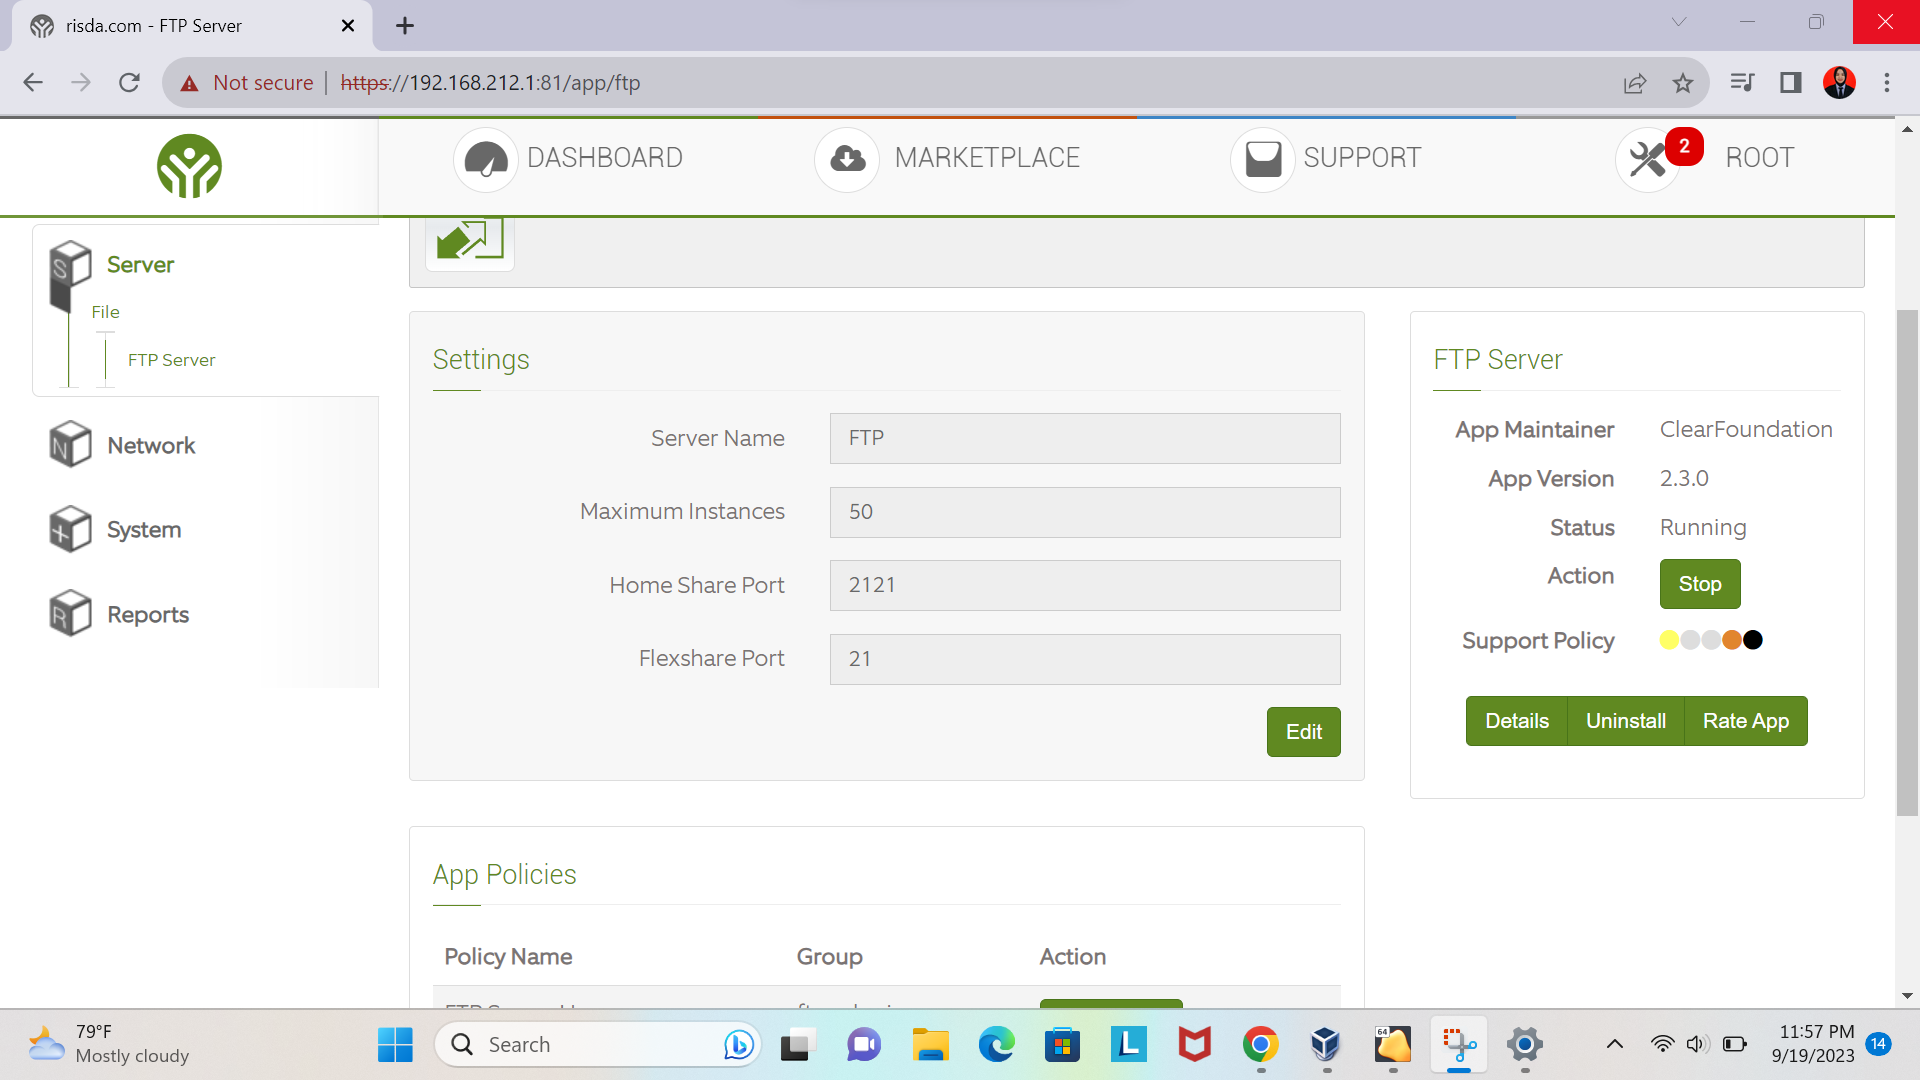 risda.com - FTP Server
Not secure | https://192.168.212.1:81/app/ftp
DASHBOARD
MARKETPLACE
SUPPORT
2
ROOT
Server
File
FTP Server
Network
System
Reports
Settings
Server Name FTP
Maximum Instances 50
Home Share Port 2121
Flexshare Port 21
Edit
FTP Server
App Maintainer ClearFoundation
App Version 2.3.0
Status Running
Action Stop
Support Policy
Details Uninstall Rate App
App Policies
Policy Name Group Action
79°F
Mostly cloudy
Search
64
11:57 PM
9/19/2023
14